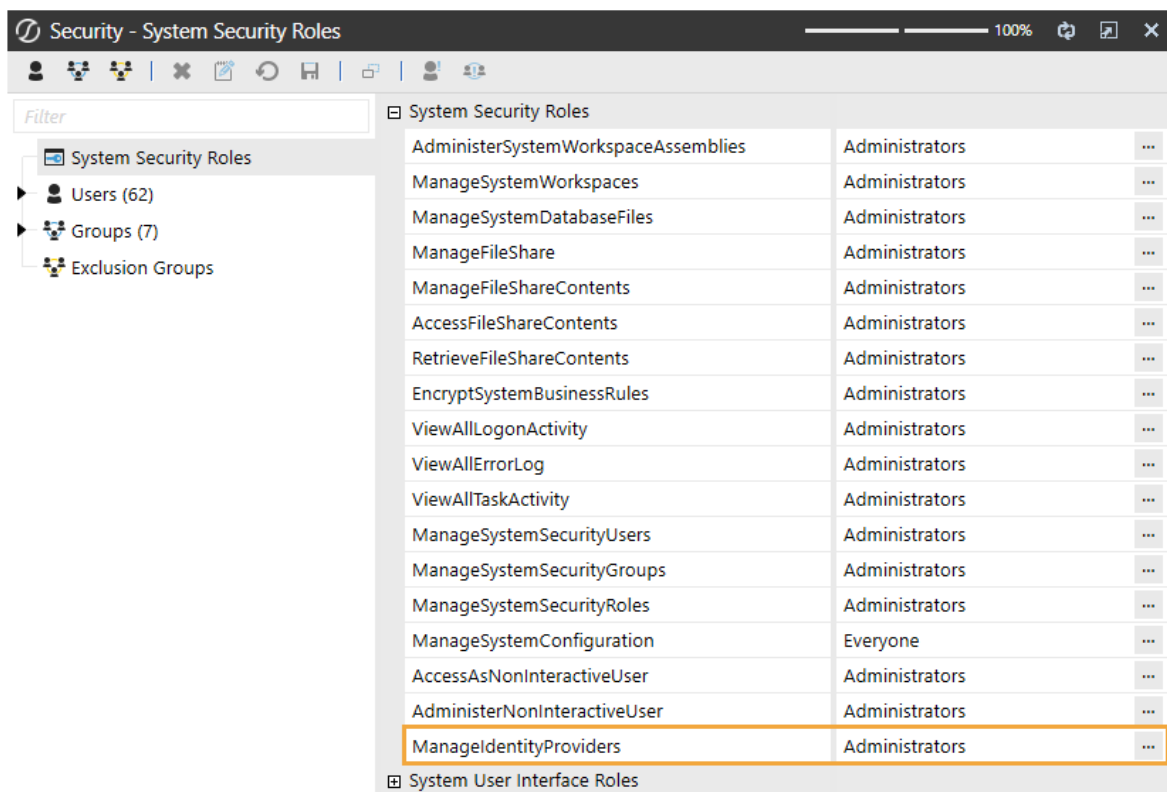 Security - System Security Roles
100%
Filter
System Security Roles
Users (62)
Groups (7)
Exclusion Groups
System Security Roles
AdministerSystemWorkspaceAssemblies Administrators ...
ManageSystemWorkspaces Administrators ...
ManageSystemDatabaseFiles Administrators ...
ManageFileShare Administrators ...
ManageFileShareContents Administrators ...
AccessFileShareContents Administrators ...
RetrieveFileShareContents Administrators ...
EncryptSystemBusinessRules Administrators ...
ViewAllLogonActivity Administrators ...
ViewAllErrorLog Administrators ...
ViewAllTaskActivity Administrators ...
ManageSystemSecurityUsers Administrators ...
ManageSystemSecurityGroups Administrators ...
ManageSystemSecurityRoles Administrators ...
ManageSystemConfiguration Everyone ...
AccessAsNonInteractiveUser Administrators ...
AdministerNonInteractiveUser Administrators ...
ManageIdentityProviders Administrators ...
System User Interface Roles